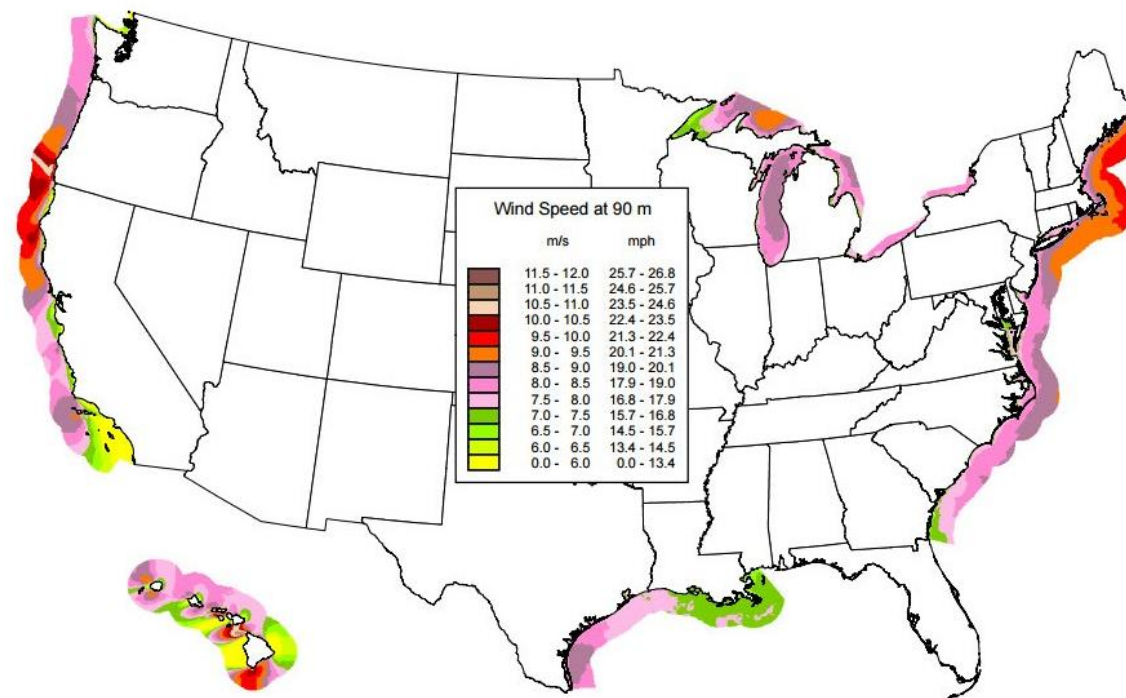 Wind Speed at 90 m
m/s mph
11.5 - 12.0 25.7 - 26.8
11.0 - 11.5 24.6 - 25.7
10.5 - 11.0 23.5 - 24.6
10.0 - 10.5 22.4 - 23.5
9.5 - 10.0 21.3 - 22.4
9.0 - 9.5 20.1 - 21.3
8.5 - 9.0 19.0 - 20.1
8.0 - 8.5 17.9 - 19.0
7.5 - 8.0 16.8 - 17.9
7.0 - 7.5 15.7 - 16.8
6.5 - 7.0 14.5 - 15.7
6.0 - 6.5 13.4 - 14.5
0.0 - 6.0 0.0 - 13.4